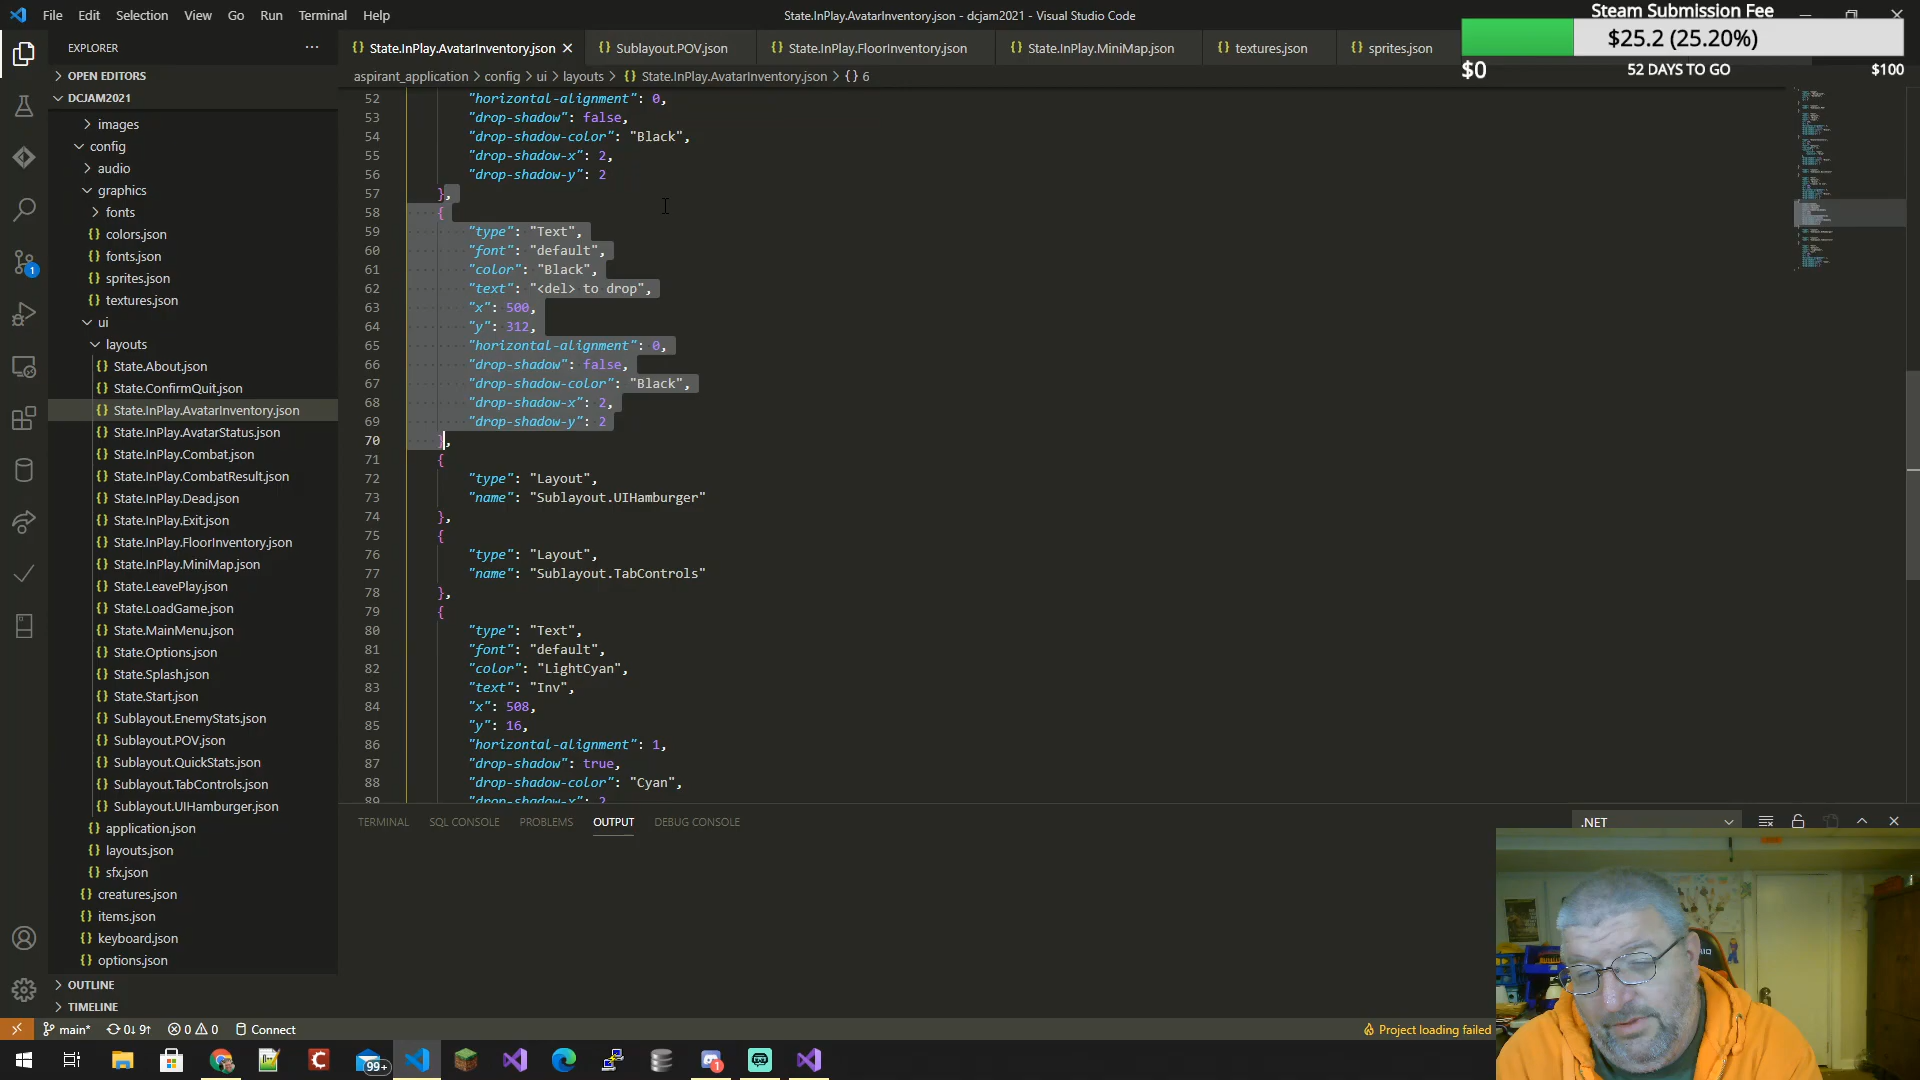 File Edit Selection View Go Run Terminal Help
State.InPlay.AvatarInventory.json - dcjam2021 - Visual Studio Code
Steam Submission Fee
$25.2 (25.20%)
$0
52 DAYS TO GO
$100
EXPLORER
OPEN EDITORS
DCJAM2021
images
config
audio
graphics
fonts
colors.json
fonts.json
sprites.json
textures.json
ui
layouts
State.About.json
State.ConfirmQuit.json
State.InPlay.AvatarInventory.json
State.InPlay.AvatarStatus.json
State.InPlay.Combat.json
State.InPlay.CombatResult.json
State.InPlay.Dead.json
State.InPlay.Exit.json
State.InPlay.FloorInventory.json
State.InPlay.MiniMap.json
State.LeavePlay.json
State.LoadGame.json
State.MainMenu.json
State.Options.json
State.Splash.json
State.Start.json
Sublayout.EnemyStats.json
Sublayout.POV.json
Sublayout.QuickStats.json
Sublayout.TabControls.json
Sublayout.UIHamburger.json
application.json
layouts.json
sfx.json
creatures.json
items.json
keyboard.json
options.json
OUTLINE
TIMELINE
State.InPlay.AvatarInventory.json
Sublayout.POV.json
State.InPlay.FloorInventory.json
State.InPlay.MiniMap.json
textures.json
sprites.json
aspirant_application > config > ui > layouts > {} State.InPlay.AvatarInventory.json > {} 6
52 "horizontal-alignment": 0,
53 "drop-shadow": false,
54 "drop-shadow-color": "Black",
55 "drop-shadow-x": 2,
56 "drop-shadow-y": 2
57 },
58 {
59 "type": "Text",
60 "font": "default",
61 "color": "Black",
62 "text": "<del> to drop",
63 "x": 500,
64 "y": 312,
65 "horizontal-alignment": 0,
66 "drop-shadow": false,
67 "drop-shadow-color": "Black",
68 "drop-shadow-x": 2,
69 "drop-shadow-y": 2
70 },
71 {
72 "type": "Layout",
73 "name": "Sublayout.UIHamburger"
74 },
75 {
76 "type": "Layout",
77 "name": "Sublayout.TabControls"
78 },
79 {
80 "type": "Text",
81 "font": "default",
82 "color": "LightCyan",
83 "text": "Inv",
84 "x": 508,
85 "y": 16,
86 "horizontal-alignment": 1,
87 "drop-shadow": true,
88 "drop-shadow-color": "Cyan",
89 "drop-shadow-x": 2
TERMINAL SQL CONSOLE PROBLEMS OUTPUT DEBUG CONSOLE
.NET
main* 0↓ 9↑ 0 0 Connect
Project loading failed
99+
1
1